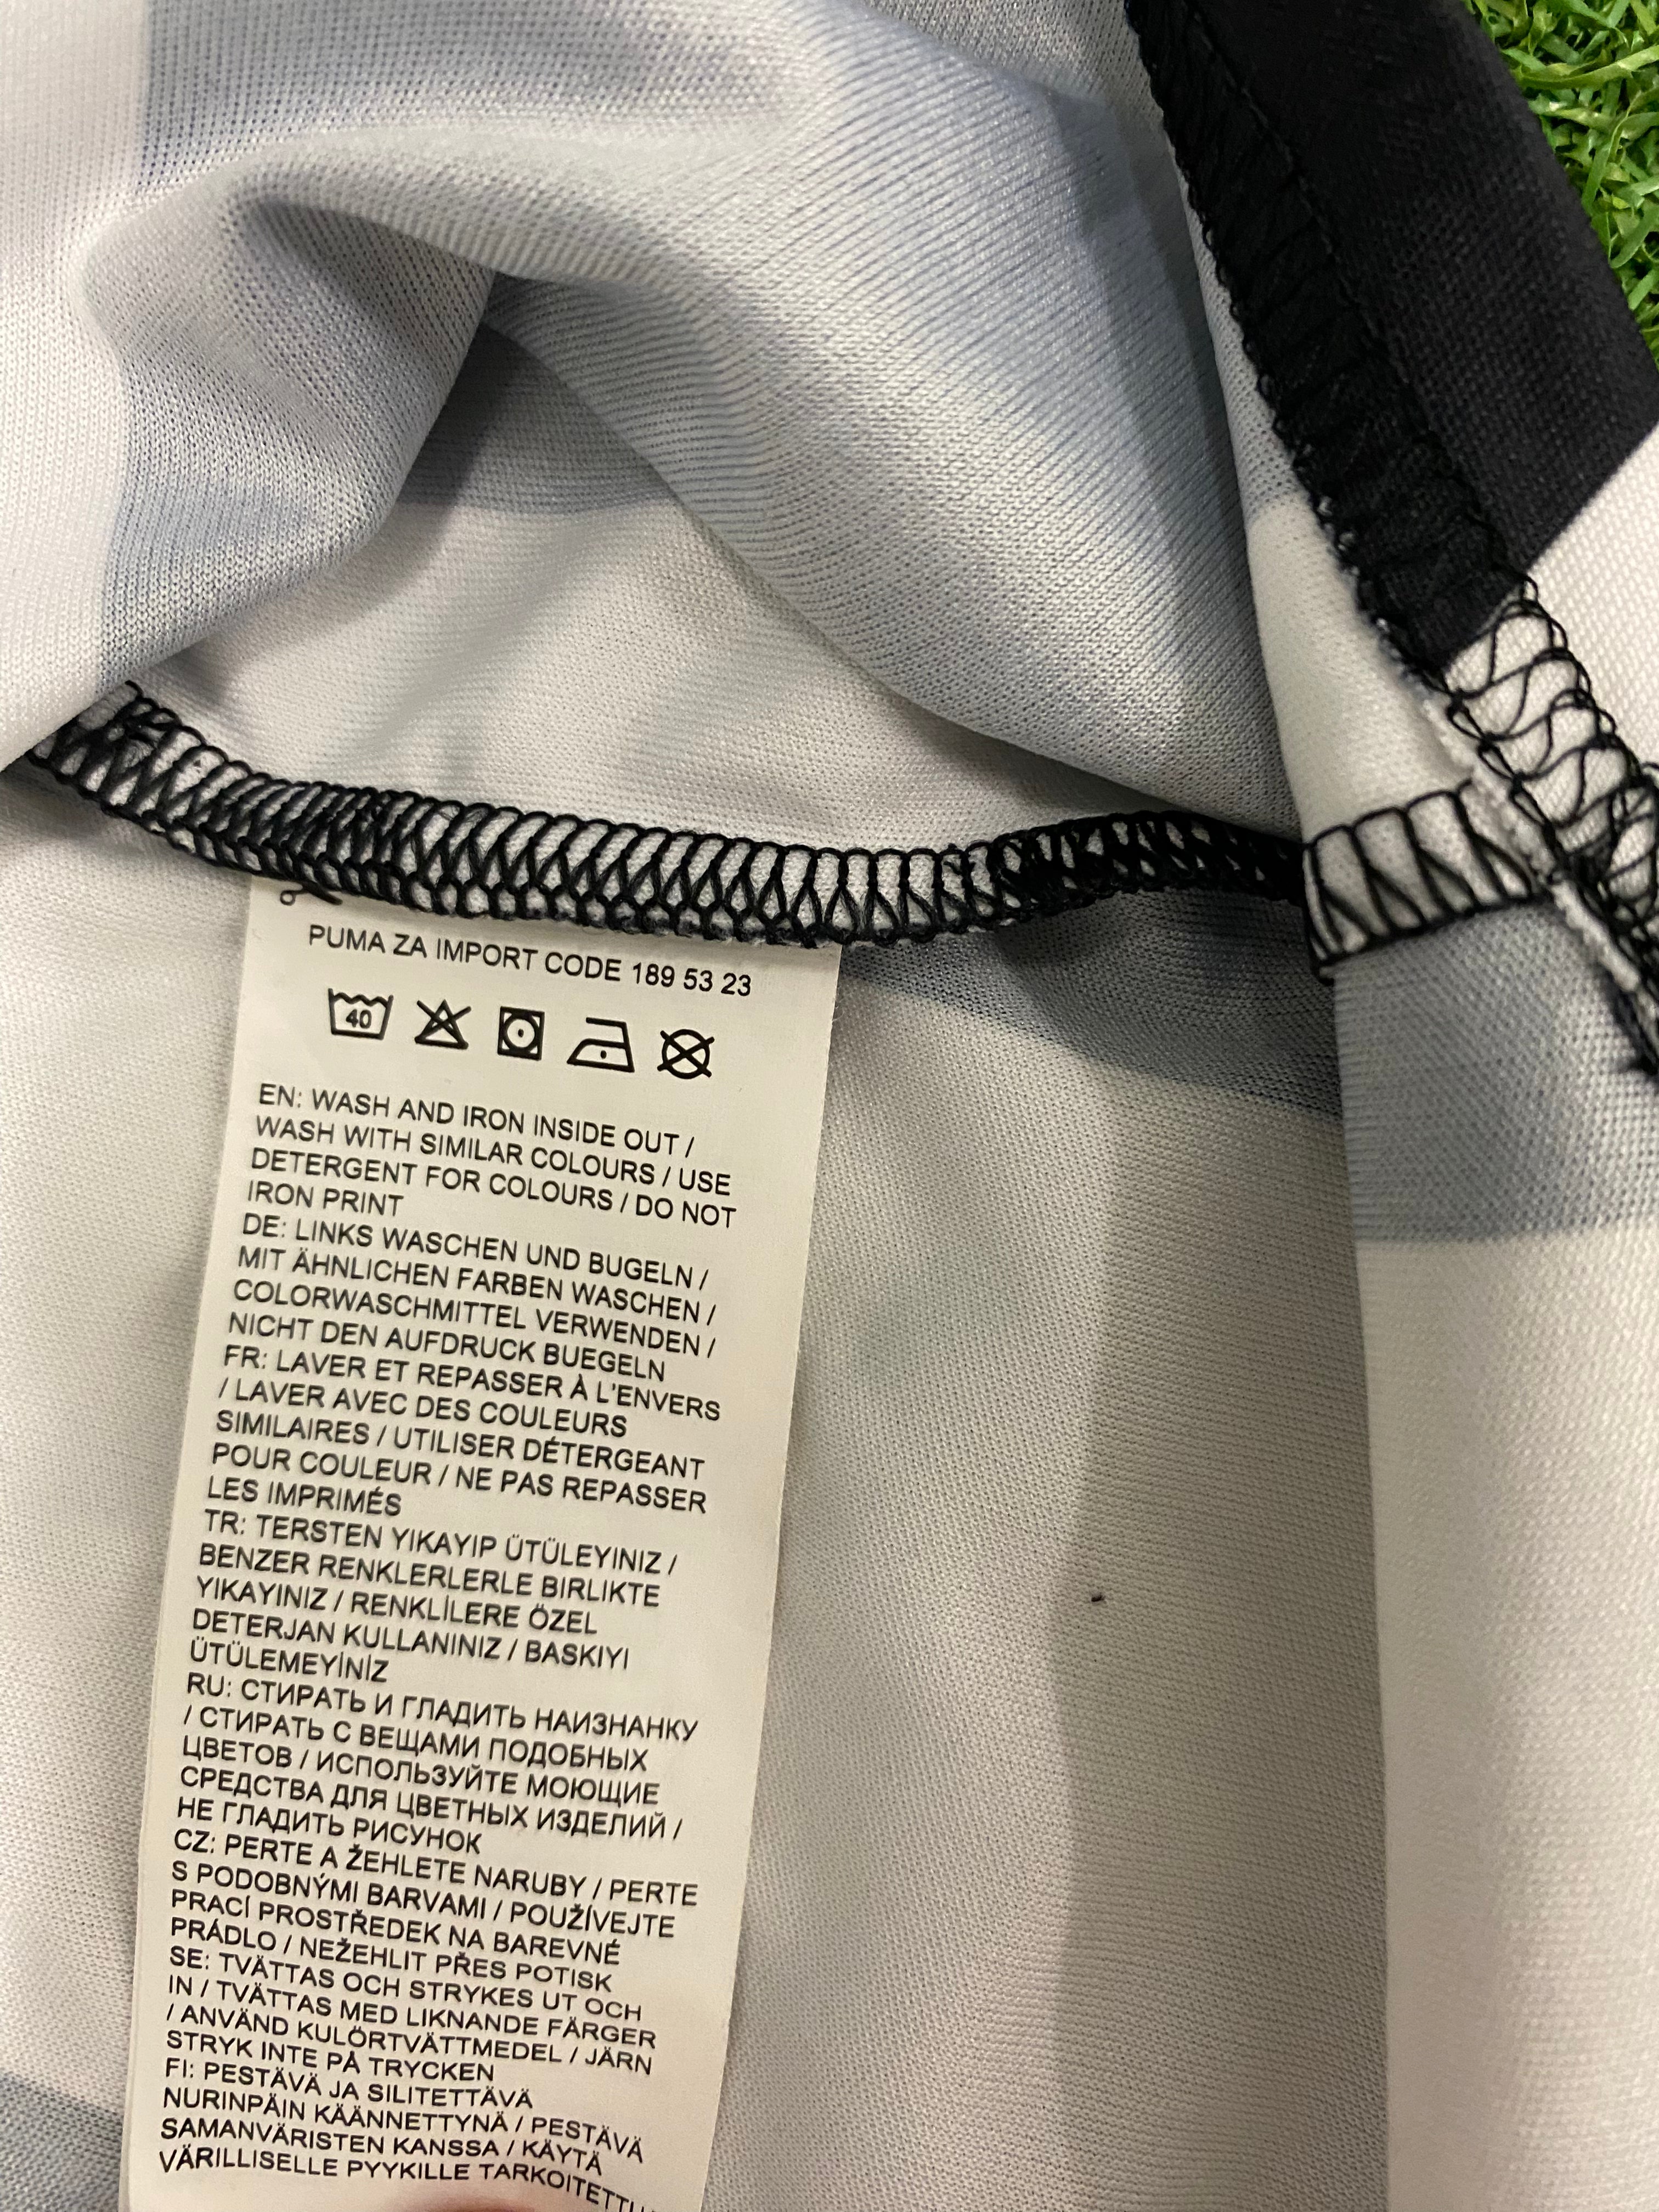 PUMA ZA IMPORT CODE 189 53 23
40
EN: WASH AND IRON INSIDE OUT /
WASH WITH SIMILAR COLOURS / USE
DETERGENT FOR COLOURS / DO NOT
IRON PRINT
DE: LINKS WASCHEN UND BUGELN /
MIT ÄHNLICHEN FARBEN WASCHEN /
COLORWASCHMITTEL VERWENDEN /
NICHT DEN AUFDRUCK BUEGELN
FR: LAVER ET REPASSER À L'ENVERS
/ LAVER AVEC DES COULEURS
SIMILAIRES / UTILISER DÉTERGEANT
POUR COULEUR / NE PAS REPASSER
LES IMPRIMÉS
TR: TERSTEN YIKAYIP ÜTÜLEYINIZ /
BENZER RENKLERLERLE BIRLIKTE
YIKAYINIZ / RENKLİLERE ÖZEL
DETERJAN KULLANINIZ / BASKIYI
ÜTÜLEMEYİNİZ
RU: СТИРАТЬ И ГЛАДИТЬ НАИЗНАНКУ
/ СТИРАТЬ С ВЕЩАМИ ПОДОБНЫХ
ЦВЕТОВ / ИСПОЛЬЗУЙТЕ МОЮЩИЕ
СРЕДСТВА ДЛЯ ЦВЕТНЫХ ИЗДЕЛИЙ /
НЕ ГЛАДИТЬ РИСУНОК
CZ: PERTE A ŽEHLETE NARUBY / PERTE
S PODOBNÝMI BARVAMI / POUŽÍVEJTE
PRACÍ PROSTŘEDEK NA BAREVNÉ
PRÁDLO / NEŽEHLIT PŘES POTISK
SE: TVÄTTAS OCH STRYKES UT OCH
IN / TVÄTTAS MED LIKNANDE FÄRGER
/ ANVÄND KULÖRTVÄTTMEDEL / JÄRN
STRYK INTE PÅ TRYCKEN
FI: PESTÄVÄ JA SILITETTÄVÄ
NURINPÄIN KÄÄNNETTYNÄ / PESTÄVÄ
SAMANVÄRISTEN KANSSA / KÄYTÄ
VÄRILLISELLE PYYKILLE